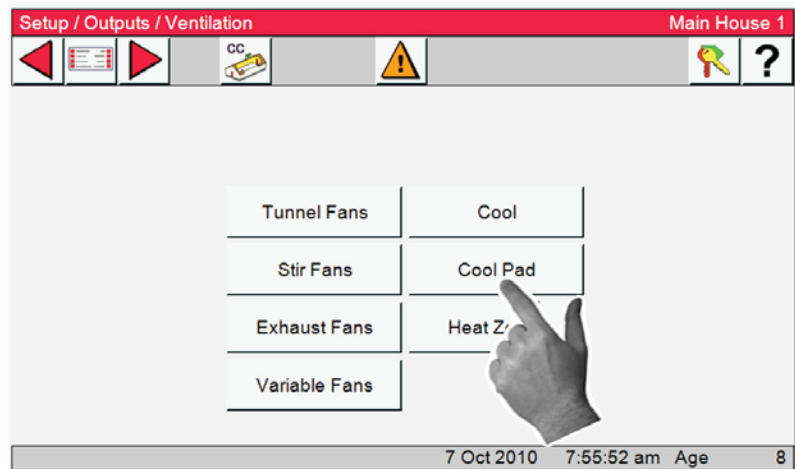 Setup / Outputs / Ventilation Main House 1
CC
?
Tunnel Fans Cool
Stir Fans Cool Pad
Exhaust Fans Heat
Variable Fans
7 Oct 2010 7:55:52 am Age 8